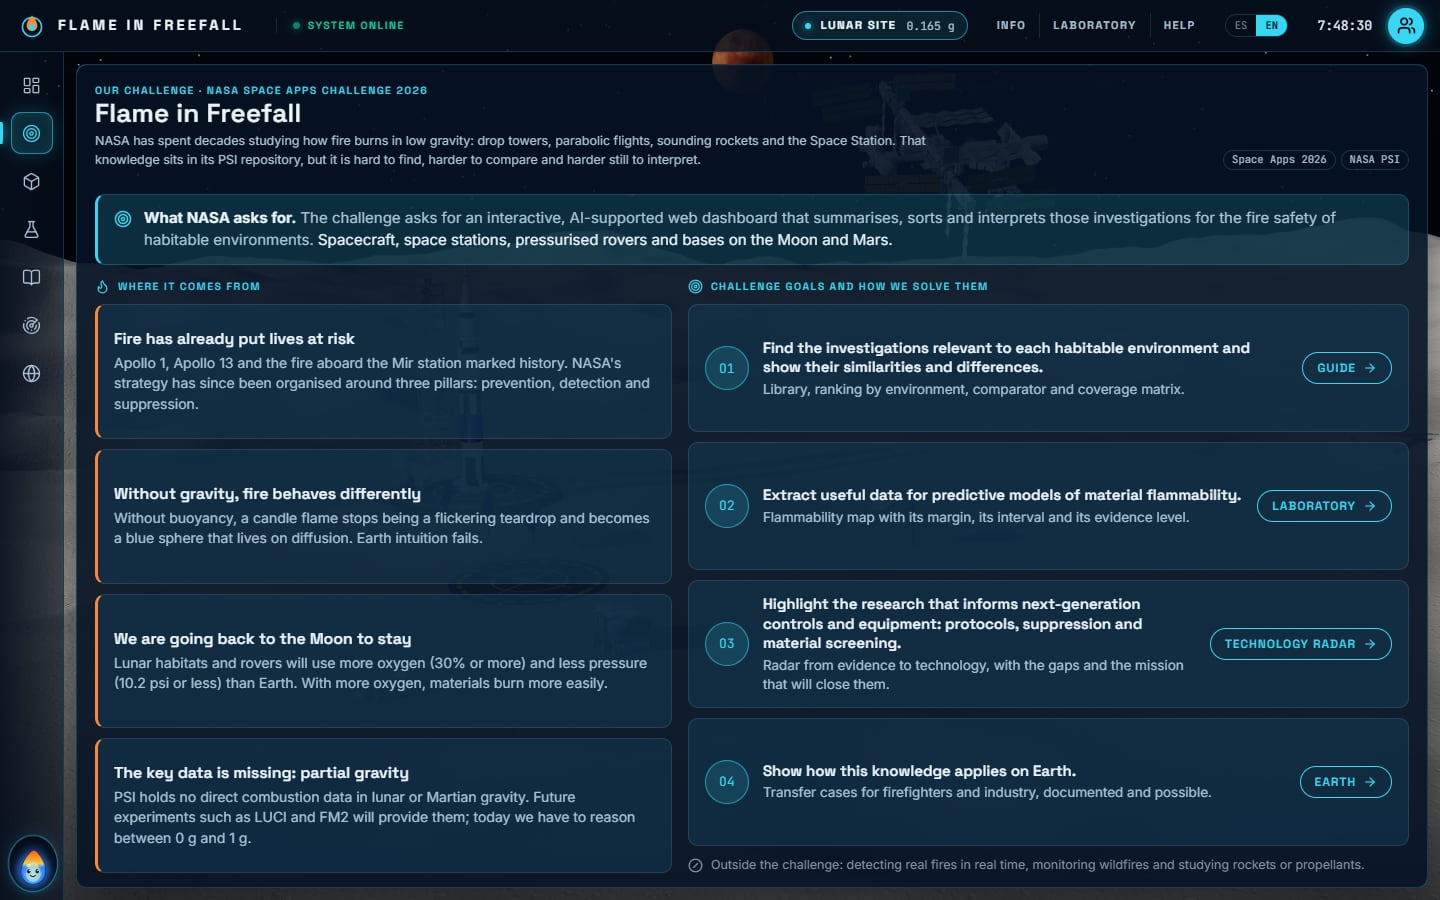 FLAME IN FREEFALL
SYSTEM ONLINE
LUNAR SITE 0.165 g
INFO
LABORATORY
HELP
ES EN
7:48:30
OUR CHALLENGE · NASA SPACE APPS CHALLENGE 2026
Flame in Freefall
NASA has spent decades studying how fire burns in low gravity: drop towers, parabolic flights, sounding rockets and the Space Station. That
knowledge sits in its PSI repository, but it is hard to find, harder to compare and harder still to interpret.
Space Apps 2026
NASA PSI
What NASA asks for. The challenge asks for an interactive, AI-supported web dashboard that summarises, sorts and interprets those investigations for the fire safety of
habitable environments. Spacecraft, space stations, pressurised rovers and bases on the Moon and Mars.
WHERE IT COMES FROM
Fire has already put lives at risk
Apollo 1, Apollo 13 and the fire aboard the Mir station marked history. NASA's
strategy has since been organised around three pillars: prevention, detection and
suppression.
Without gravity, fire behaves differently
Without buoyancy, a candle flame stops being a flickering teardrop and becomes
a blue sphere that lives on diffusion. Earth intuition fails.
We are going back to the Moon to stay
Lunar habitats and rovers will use more oxygen (30% or more) and less pressure
(10.2 psi or less) than Earth. With more oxygen, materials burn more easily.
The key data is missing: partial gravity
PSI holds no direct combustion data in lunar or Martian gravity. Future
experiments such as LUCI and FM2 will provide them; today we have to reason
between 0 g and 1 g.
CHALLENGE GOALS AND HOW WE SOLVE THEM
01
Find the investigations relevant to each habitable environment and
show their similarities and differences.
Library, ranking by environment, comparator and coverage matrix.
GUIDE →
02
Extract useful data for predictive models of material flammability.
Flammability map with its margin, its interval and its evidence level.
LABORATORY →
03
Highlight the research that informs next-generation
controls and equipment: protocols, suppression and
material screening.
Radar from evidence to technology, with the gaps and the mission
that will close them.
TECHNOLOGY RADAR →
04
Show how this knowledge applies on Earth.
Transfer cases for firefighters and industry, documented and possible.
EARTH →
Outside the challenge: detecting real fires in real time, monitoring wildfires and studying rockets or propellants.